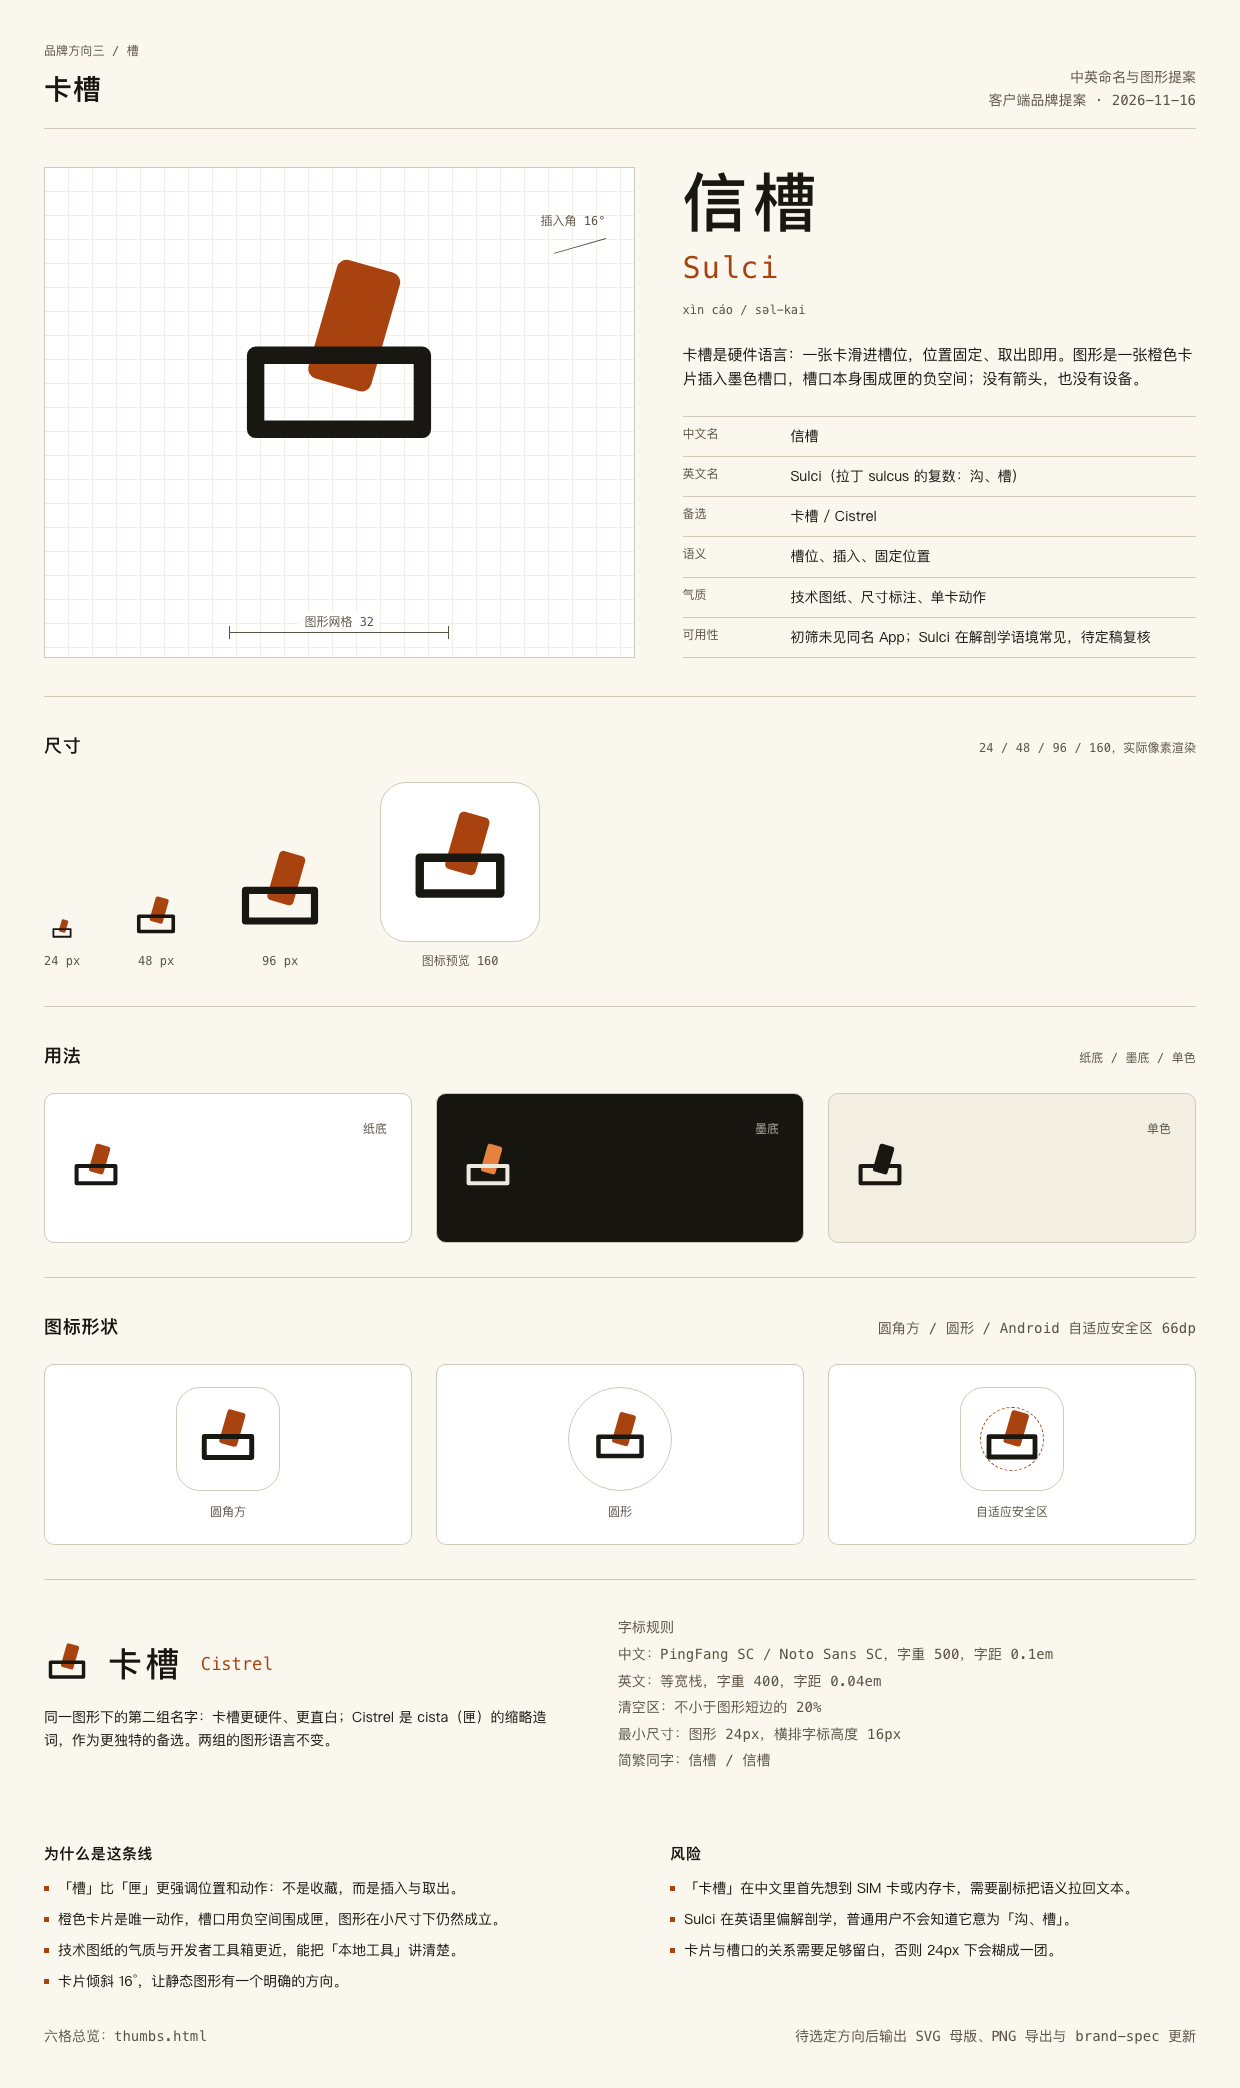 品牌方向三 / 槽
卡槽
中英命名与图形提案
客户端品牌提案 · 2026-11-16
插入角 16°
图形网格 32
信槽
Sulci
xìn cáo / səl-kai
卡槽是硬件语言：一张卡滑进槽位，位置固定、取出即用。图形是一张橙色卡
片插入墨色槽口，槽口本身围成匣的负空间；没有箭头，也没有设备。
中文名 信槽
英文名 Sulci（拉丁 sulcus 的复数：沟、槽）
备选 卡槽 / Cistrel
语义 槽位、插入、固定位置
气质 技术图纸、尺寸标注、单卡动作
可用性 初筛未见同名 App；Sulci 在解剖学语境常见，待定稿复核
尺寸
24 / 48 / 96 / 160，实际像素渲染
24 px
48 px
96 px
图标预览 160
用法
纸底 / 墨底 / 单色
纸底
墨底
单色
图标形状
圆角方 / 圆形 / Android 自适应安全区 66dp
圆角方
圆形
自适应安全区
卡槽 Cistrel
同一图形下的第二组名字：卡槽更硬件、更直白；Cistrel 是 cista（匣）的缩略造
词，作为更独特的备选。两组的图形语言不变。
字标规则
中文：PingFang SC / Noto Sans SC，字重 500，字距 0.1em
英文：等宽栈，字重 400，字距 0.04em
清空区：不小于图形短边的 20%
最小尺寸：图形 24px，横排字标高度 16px
简繁同字：信槽 / 信槽
为什么是这条线
「槽」比「匣」更强调位置和动作：不是收藏，而是插入与取出。
橙色卡片是唯一动作，槽口用负空间围成匣，图形在小尺寸下仍然成立。
技术图纸的气质与开发者工具箱更近，能把「本地工具」讲清楚。
卡片倾斜 16°，让静态图形有一个明确的方向。
风险
「卡槽」在中文里首先想到 SIM 卡或内存卡，需要副标把语义拉回文本。
Sulci 在英语里偏解剖学，普通用户不会知道它意为「沟、槽」。
卡片与槽口的关系需要足够留白，否则 24px 下会糊成一团。
六格总览：thumbs.html
待选定方向后输出 SVG 母版、PNG 导出与 brand-spec 更新